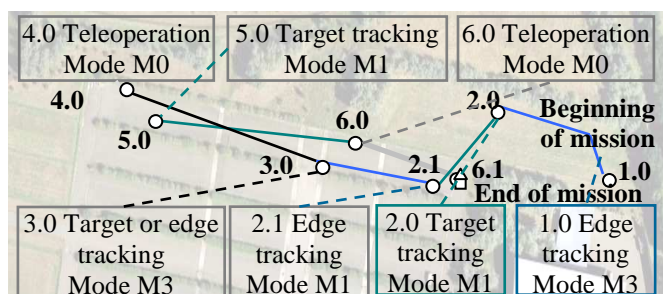 4.0 Teleoperation
Mode M0
5.0 Target tracking
Mode M1
6.0 Teleoperation
Mode M0
4.0
5.0
6.0
2.0
Beginning
of mission
3.0
2.1
6.1
1.0
End of mission
3.0 Target or edge
tracking
Mode M3
2.1 Edge
tracking
Mode M1
2.0 Target
tracking
Mode M1
1.0 Edge
tracking
Mode M3